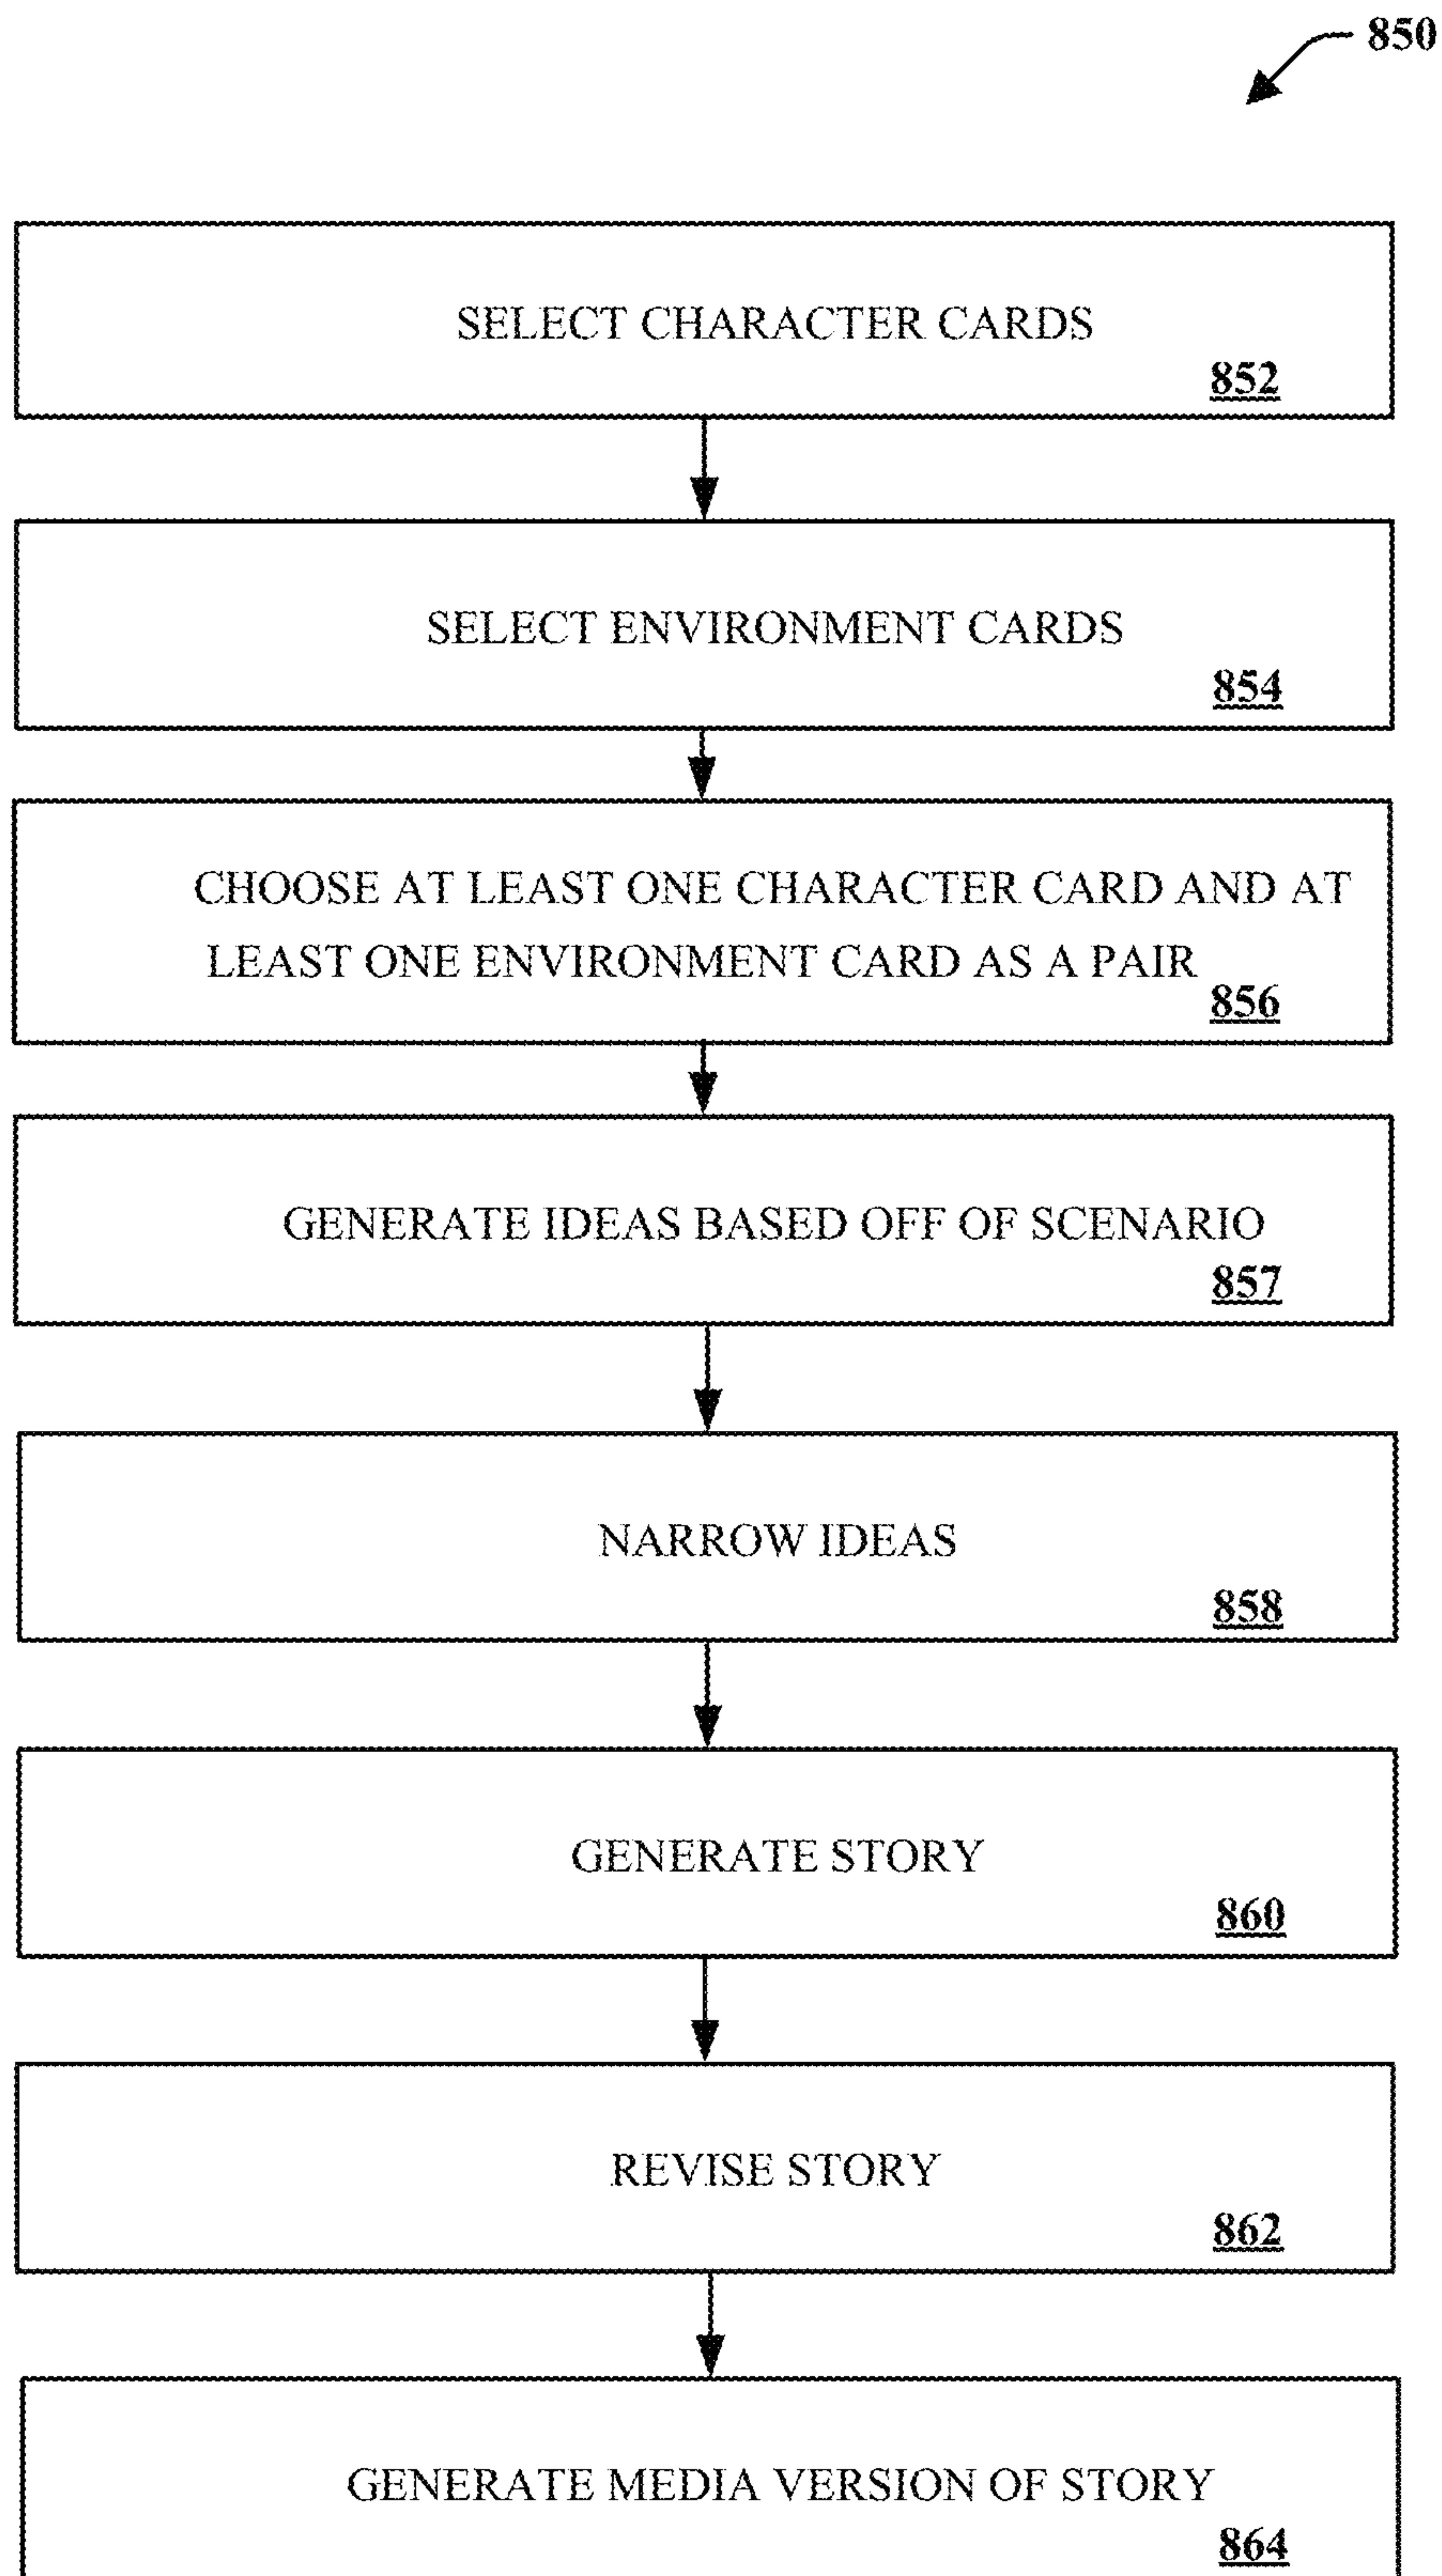 850
SELECT CHARACTER CARDS
852
SELECT ENVIRONMENT CARDS
854
CHOOSE AT LEAST ONE CHARACTER CARD AND AT
LEAST ONE ENVIRONMENT CARD AS A PAIR
856
GENERATE IDEAS BASED OFF OF SCENARIO
857
NARROW IDEAS
858
GENERATE STORY
860
REVISE STORY
862
GENERATE MEDIA VERSION OF STORY
864